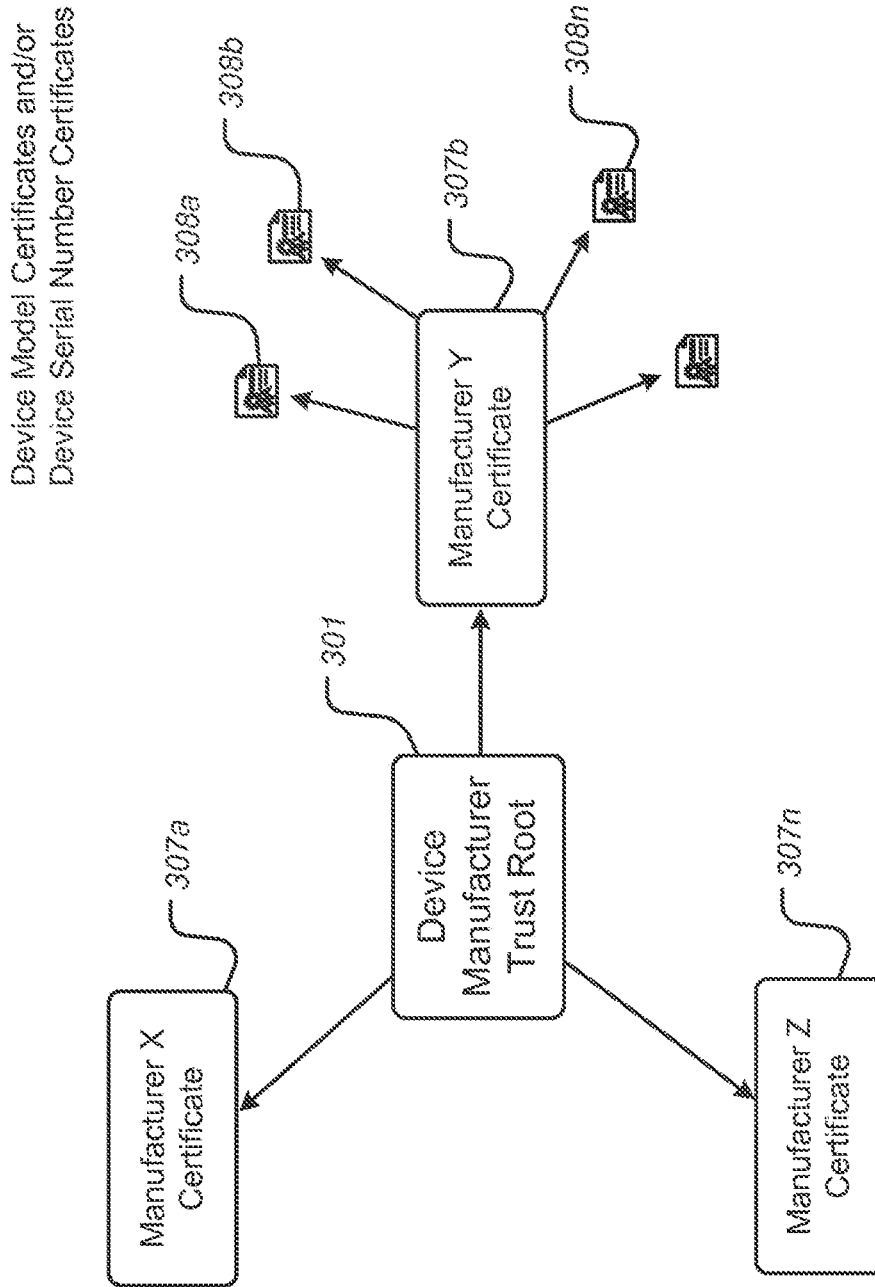 Device Model Certificates and/or
Device Serial Number Certificates
308a
308b
308n
307b
Manufacturer Y
Certificate
301
Device
Manufacturer
Trust Root
307a
Manufacturer X
Certificate
307n
Manufacturer Z
Certificate